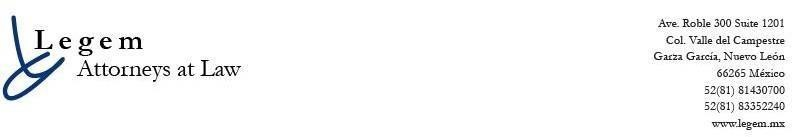 Legem
Attorneys at Law
Ave. Roble 300 Suite 1201
Col. Valle del Campestre
Garza García, Nuevo León
66265 México
52(81) 81430700
52(81) 83352240
www.legem.mx